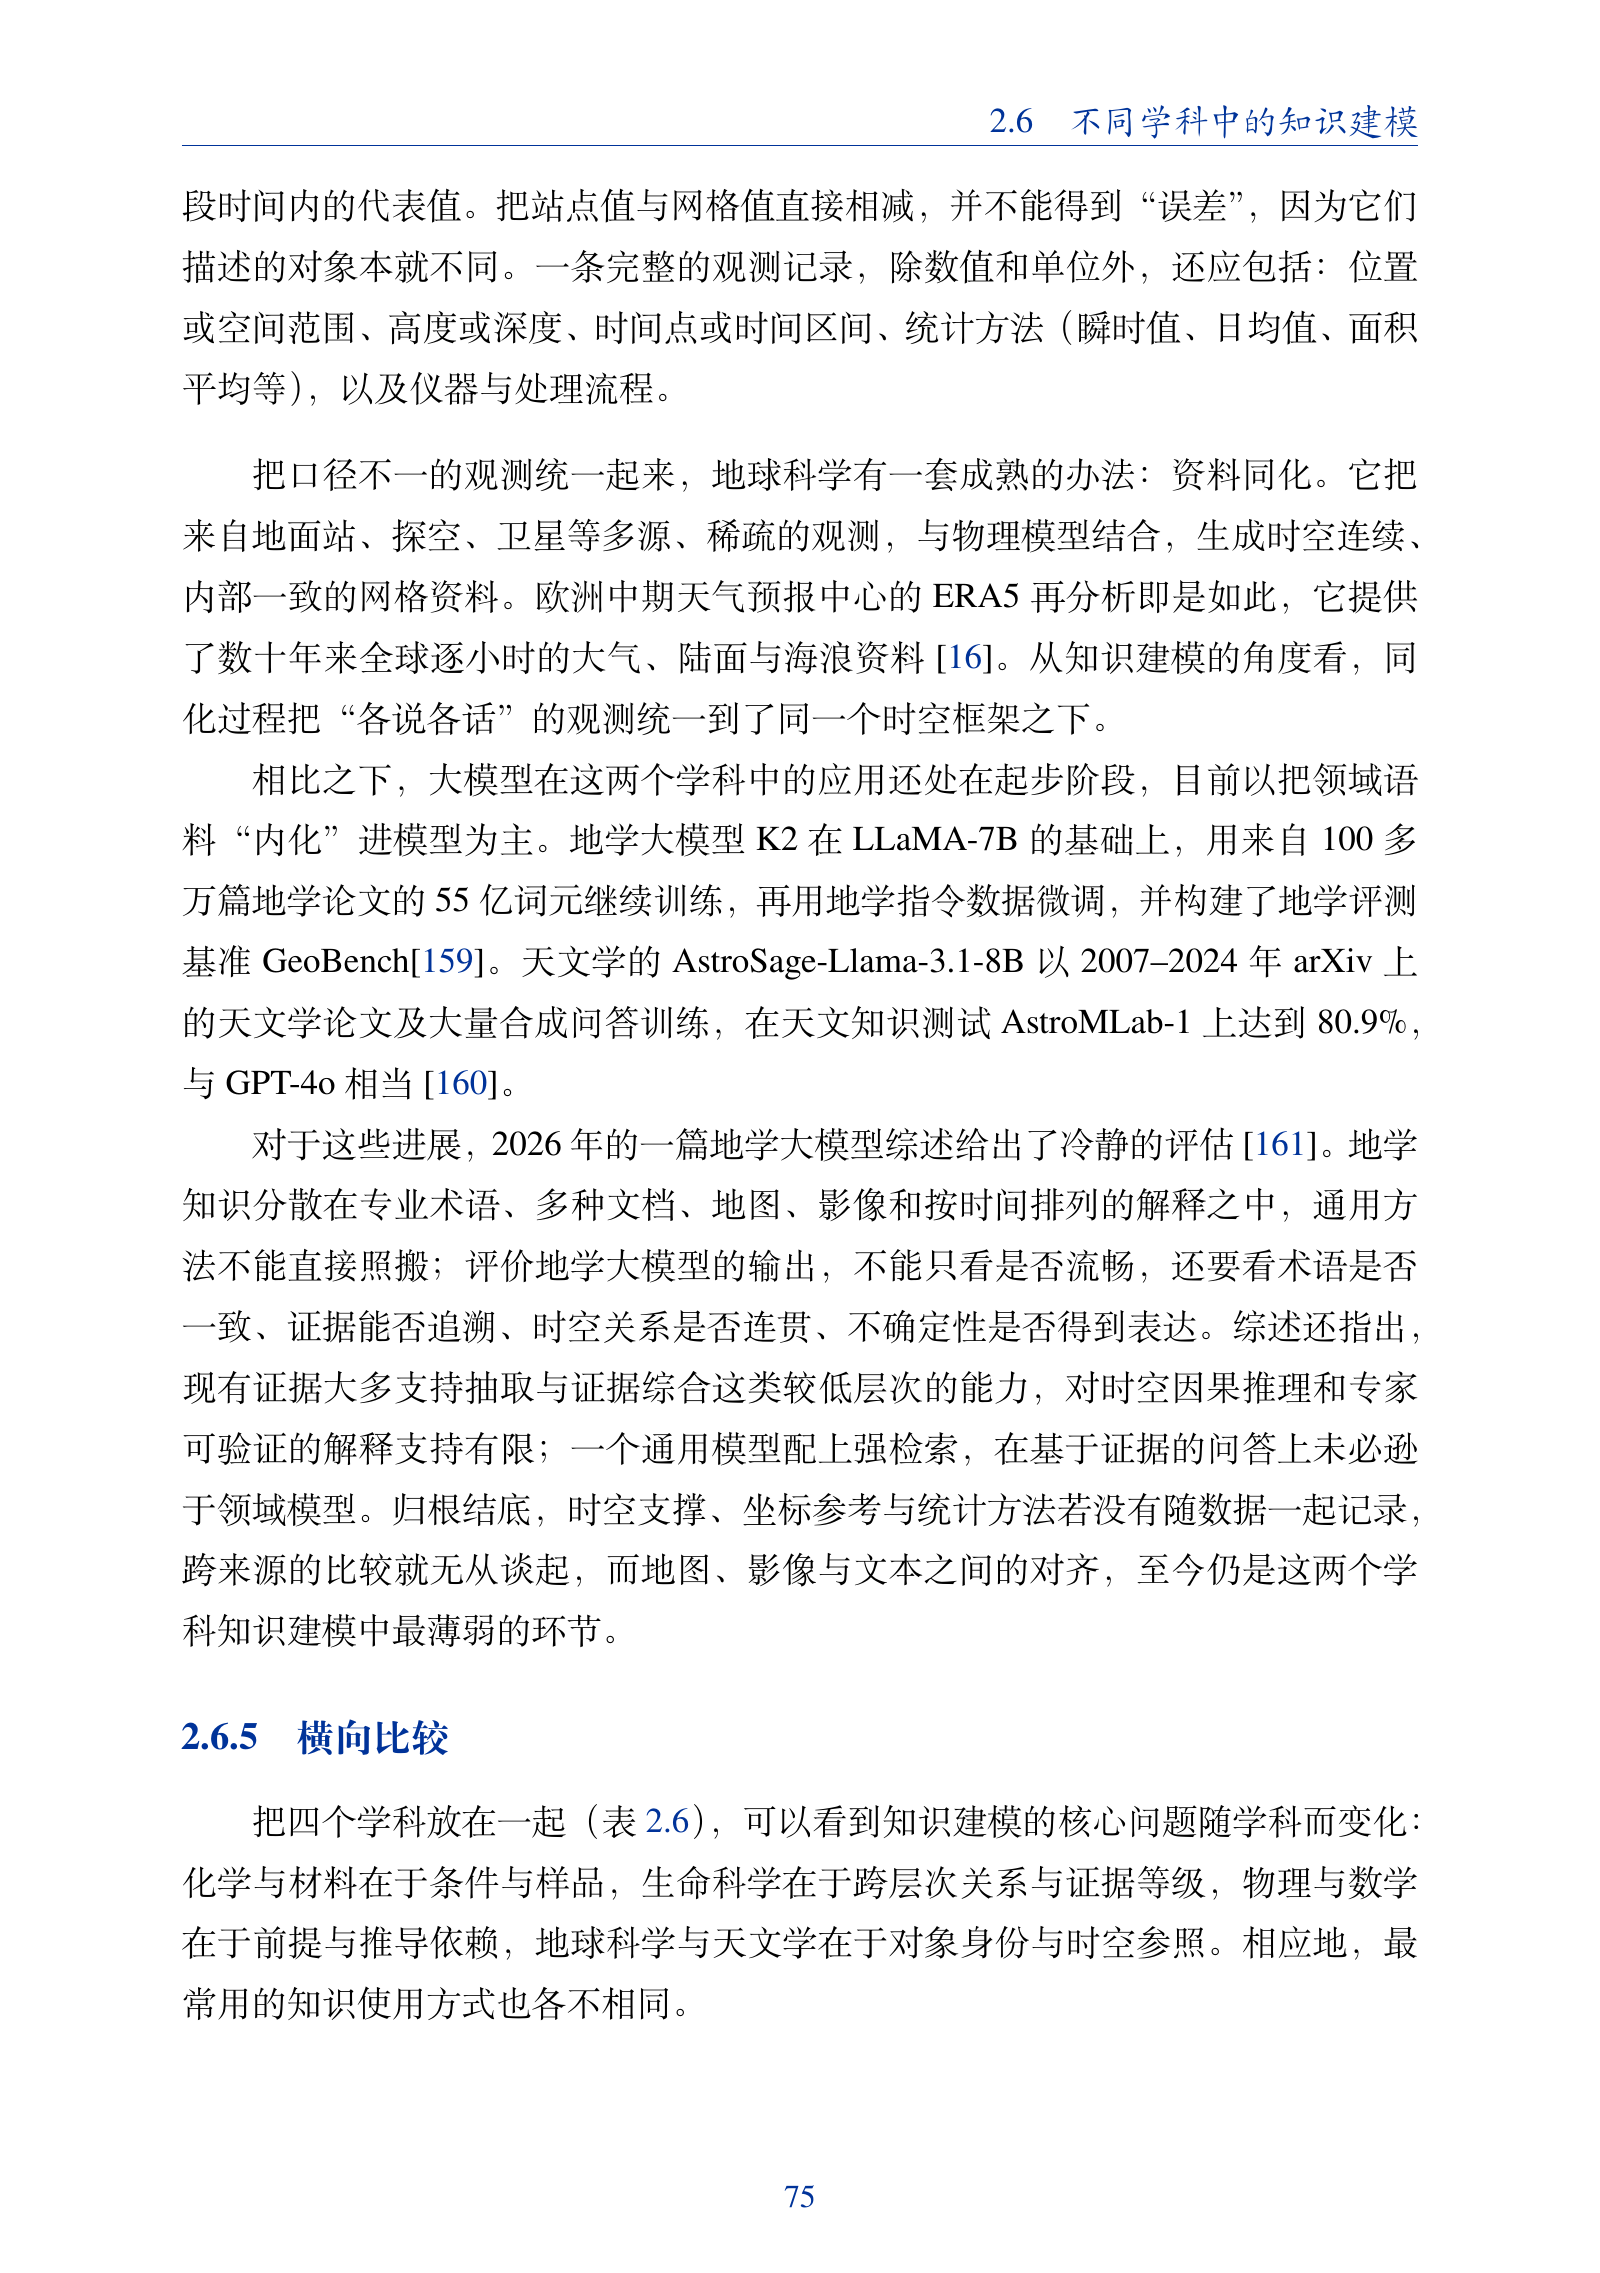 2.6 不同学科中的知识建模
段时间内的代表值。把站点值与网格值直接相减，并不能得到“误差”，因为它们
描述的对象本就不同。一条完整的观测记录，除数值和单位外，还应包括：位置
或空间范围、高度或深度、时间点或时间区间、统计方法（瞬时值、日均值、面积
平均等），以及仪器与处理流程。
把口径不一的观测统一起来，地球科学有一套成熟的办法：资料同化。它把
来自地面站、探空、卫星等多源、稀疏的观测，与物理模型结合，生成时空连续、
内部一致的网格资料。欧洲中期天气预报中心的 ERA5 再分析即是如此，它提供
了数十年来全球逐小时的大气、陆面与海浪资料 [16]。从知识建模的角度看，同
化过程把“各说各话”的观测统一到了同一个时空框架之下。
相比之下，大模型在这两个学科中的应用还处在起步阶段，目前以把领域语
料“内化”进模型为主。地学大模型 K2 在 LLaMA-7B 的基础上，用来自 100 多
万篇地学论文的 55 亿词元继续训练，再用地学指令数据微调，并构建了地学评测
基准 GeoBench[159]。天文学的 AstroSage-Llama-3.1-8B 以 2007–2024 年 arXiv 上
的天文学论文及大量合成问答训练，在天文知识测试 AstroMLab-1 上达到 80.9%，
与 GPT-4o 相当 [160]。
对于这些进展，2026 年的一篇地学大模型综述给出了冷静的评估 [161]。地学
知识分散在专业术语、多种文档、地图、影像和按时间排列的解释之中，通用方
法不能直接照搬；评价地学大模型的输出，不能只看是否流畅，还要看术语是否
一致、证据能否追溯、时空关系是否连贯、不确定性是否得到表达。综述还指出，
现有证据大多支持抽取与证据综合这类较低层次的能力，对时空因果推理和专家
可验证的解释支持有限；一个通用模型配上强检索，在基于证据的问答上未必逊
于领域模型。归根结底，时空支撑、坐标参考与统计方法若没有随数据一起记录，
跨来源的比较就无从谈起，而地图、影像与文本之间的对齐，至今仍是这两个学
科知识建模中最薄弱的环节。
2.6.5 横向比较
把四个学科放在一起（表 2.6），可以看到知识建模的核心问题随学科而变化：
化学与材料在于条件与样品，生命科学在于跨层次关系与证据等级，物理与数学
在于前提与推导依赖，地球科学与天文学在于对象身份与时空参照。相应地，最
常用的知识使用方式也各不相同。
75